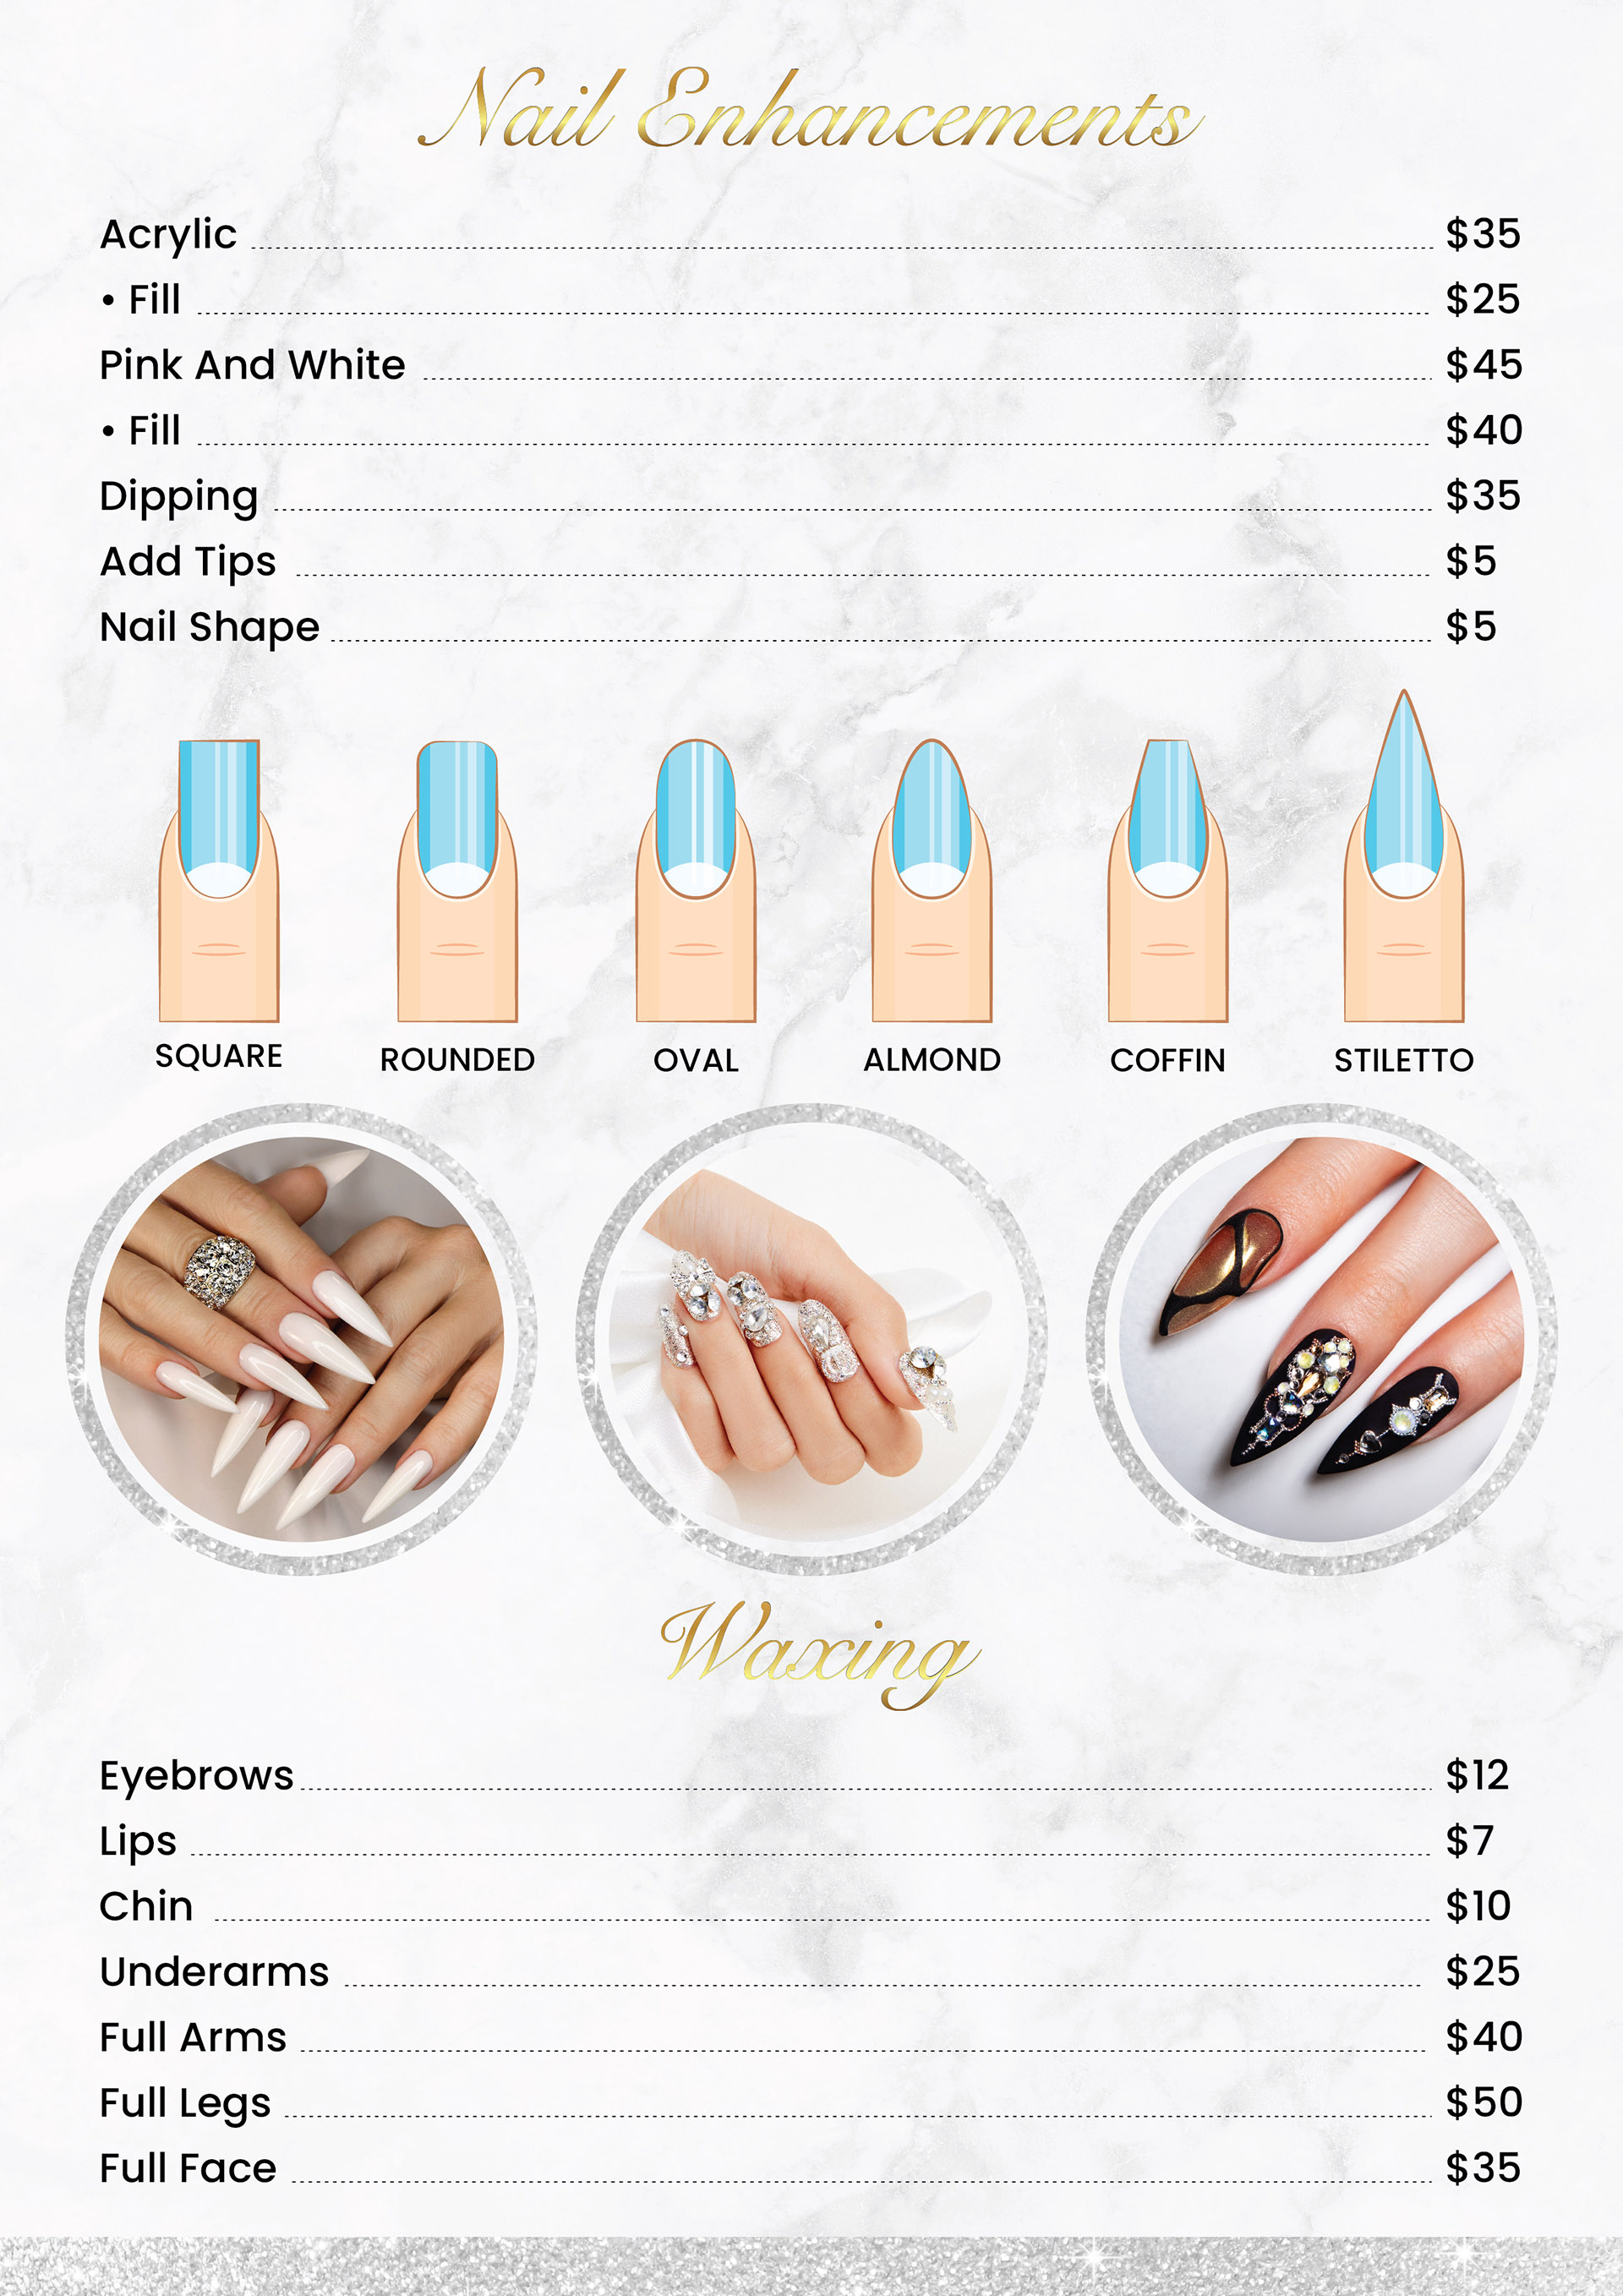 Nail Enhancements
Acrylic $35
• Fill $25
Pink And White $45
• Fill $40
Dipping $35
Add Tips $5
Nail Shape $5
SQUARE ROUNDED OVAL ALMOND COFFIN STILETTO
Waxing
Eyebrows $12
Lips $7
Chin $10
Underarms $25
Full Arms $40
Full Legs $50
Full Face $35